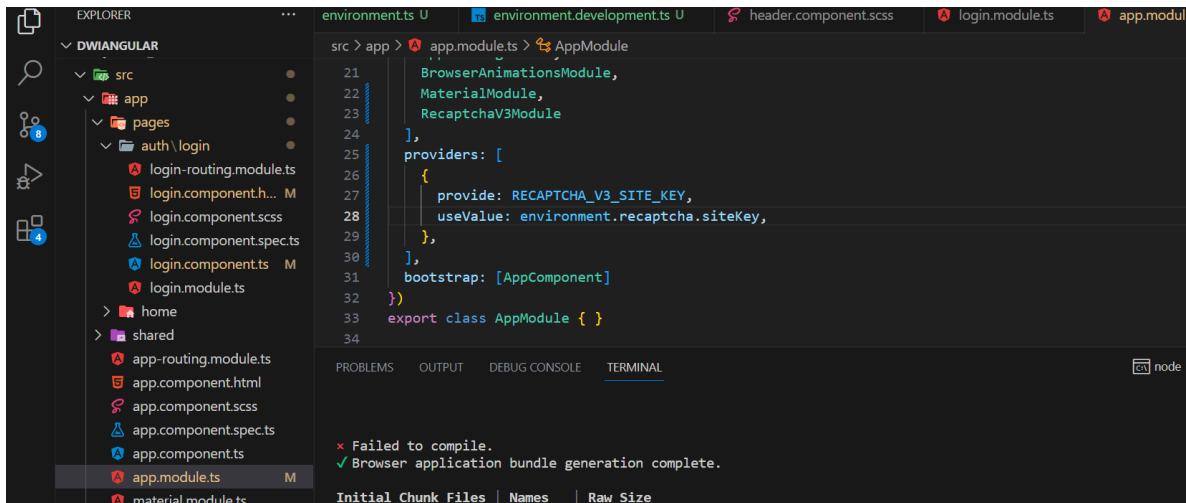 EXPLORER ...
DWIANGULAR
src
app
pages
auth\login
login-routing.module.ts
login.component.h... M
login.component.scss
login.component.spec.ts
login.component.ts M
login.module.ts
home
shared
app-routing.module.ts
app.component.html
app.component.scss
app.component.spec.ts
app.component.ts
app.module.ts M
8
4
environment.ts U
TS environment.development.ts U
header.component.scss
login.module.ts
app.modul
src > app > app.module.ts > AppModule
21 BrowserAnimationsModule,
22 MaterialModule,
23 RecaptchaV3Module
24 ],
25 providers: [
26 {
27 provide: RECAPTCHA_V3_SITE_KEY,
28 useValue: environment.recaptcha.siteKey,
29 },
30 ],
31 bootstrap: [AppComponent]
32 })
33 export class AppModule { }
34
PROBLEMS OUTPUT DEBUG CONSOLE TERMINAL node
× Failed to compile.
√ Browser application bundle generation complete.
Initial Chunk Files | Names | Raw Size